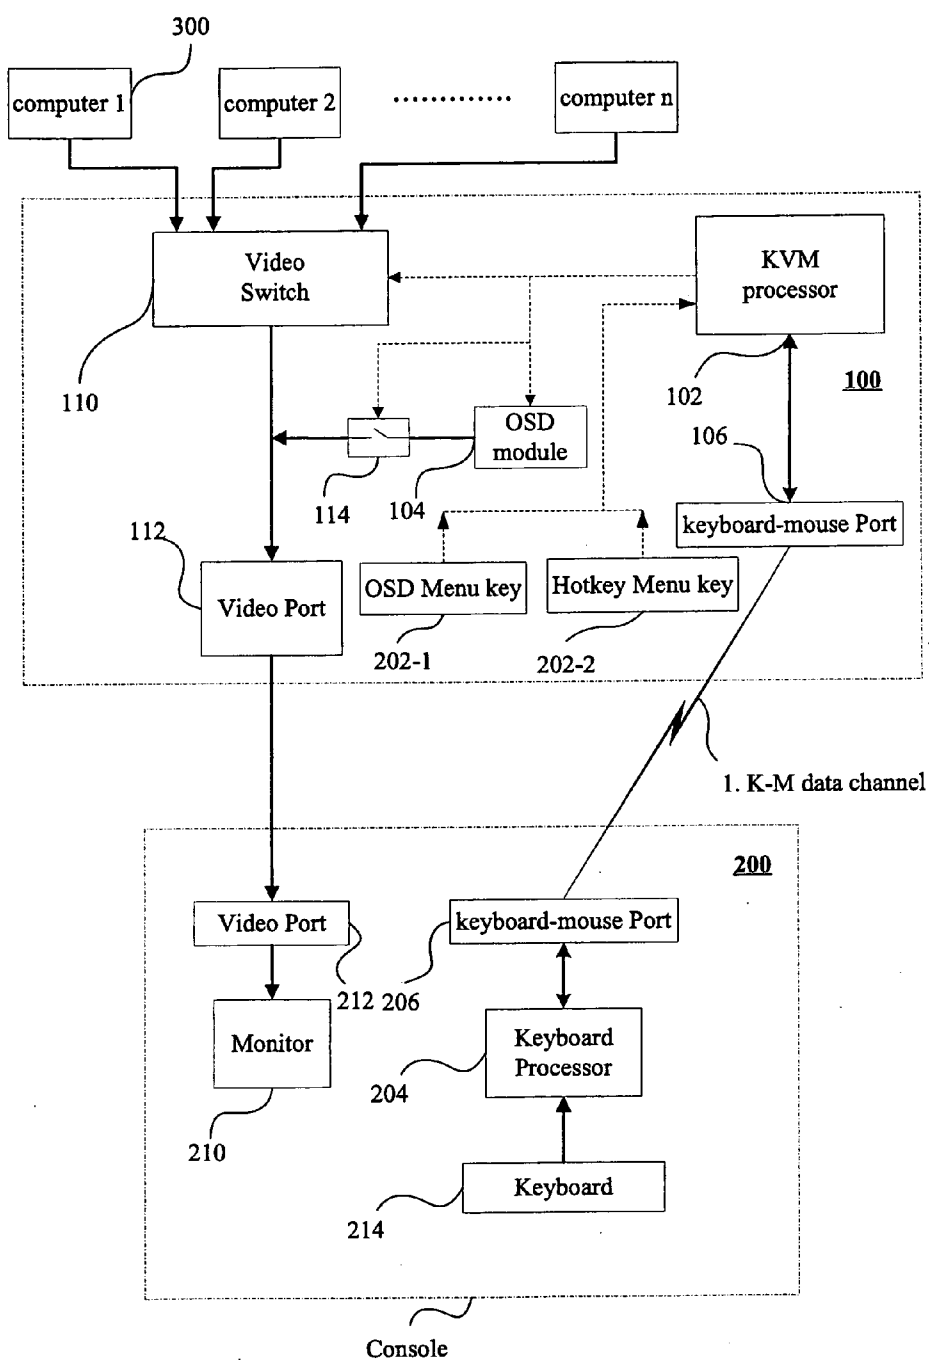 300
computer 1
computer 2
computer n
Video
Switch
KVM
processor
110
102
100
OSD
module
106
114
104
112
keyboard-mouse Port
Video Port
OSD Menu key
Hotkey Menu key
202-1
202-2
1. K-M data channel
200
Video Port
keyboard-mouse Port
212
206
Monitor
Keyboard
Processor
204
210
Keyboard
214
Console